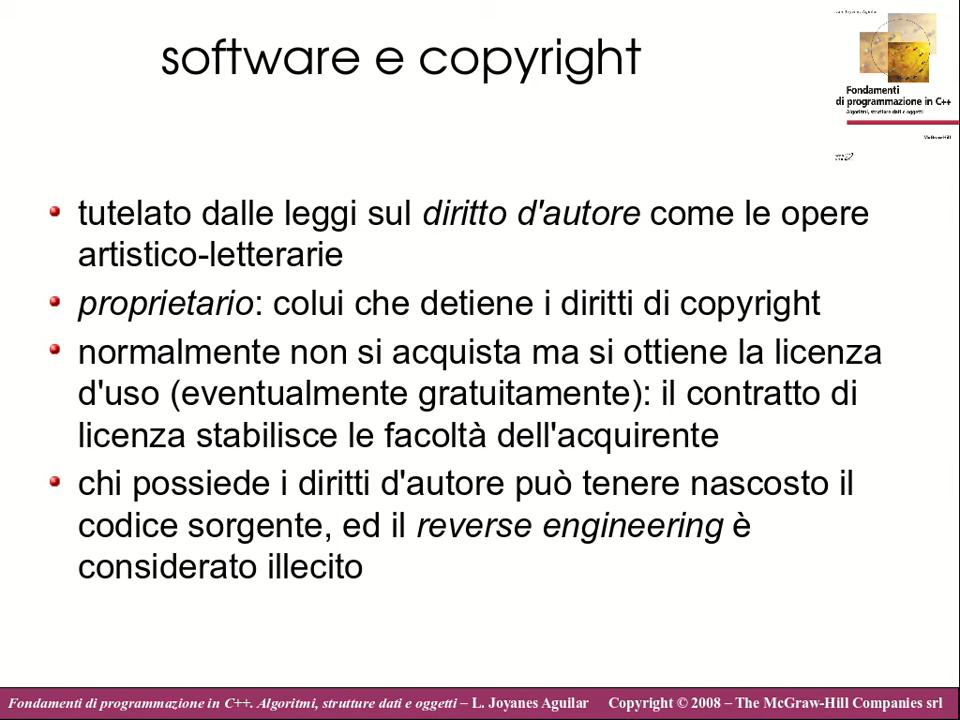 software e copyright
Fondamenti
di programmazione in C++
Algoritmi, strutture dati e oggetti
tutelato dalle leggi sul diritto d'autore come le opere
artistico-letterarie
proprietario: colui che detiene i diritti di copyright
normalmente non si acquista ma si ottiene la licenza
d'uso (eventualmente gratuitamente): il contratto di
licenza stabilisce le facoltà dell'acquirente
chi possiede i diritti d'autore può tenere nascosto il
codice sorgente, ed il reverse engineering è
considerato illecito
Fondamenti di programmazione in C++. Algoritmi, strutture dati e oggetti – L. Joyanes Aguilar Copyright © 2008 – The McGraw-Hill Companies srl